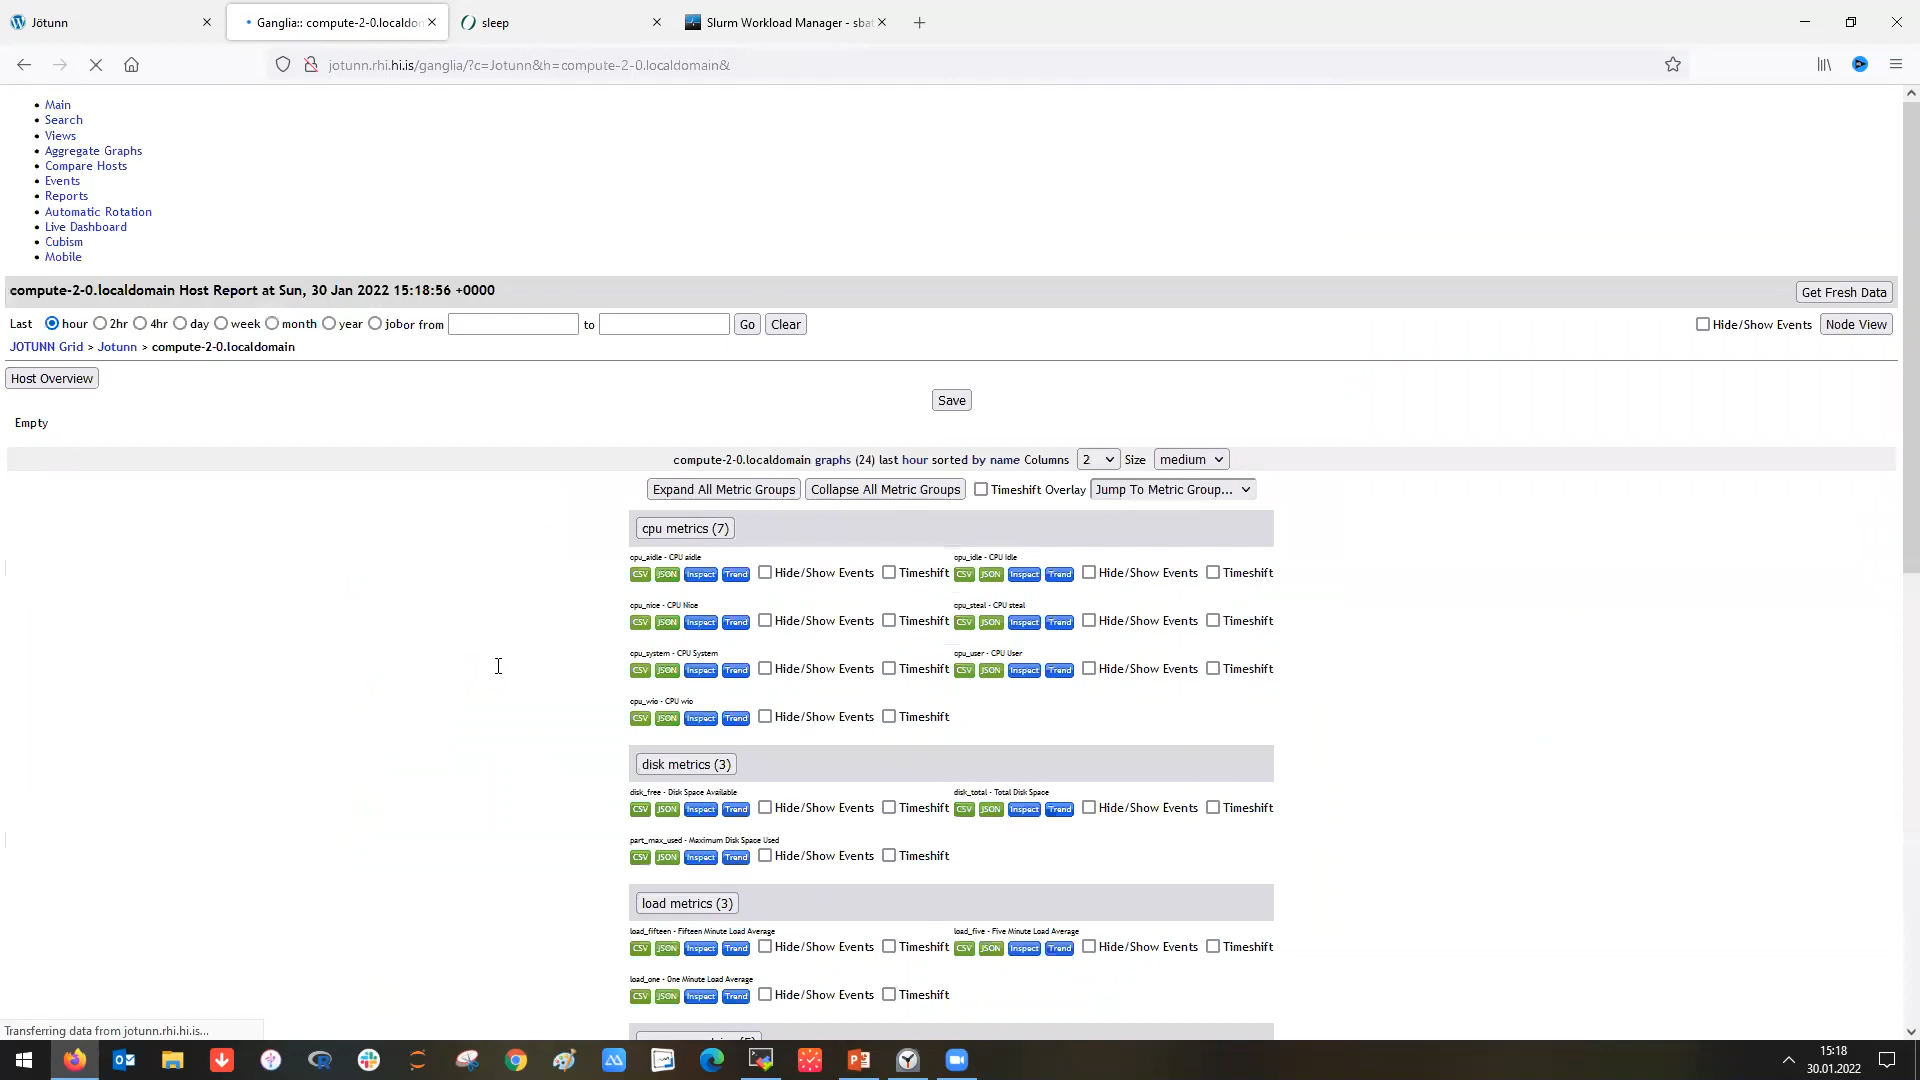 Jötunn
Ganglia:: compute-2-0.localdo
sleep
Slurm Workload Manager - sba
jotunn.rhi.hi.is/ganglia/?c=Jotunn&h=compute-2-0.localdomain&
Main
Search
Views
Aggregate Graphs
Compare Hosts
Events
Reports
Automatic Rotation
Live Dashboard
Cubism
Mobile
compute-2-0.localdomain Host Report at Sun, 30 Jan 2022 15:18:56 +0000
Get Fresh Data
Last hour 2hr 4hr day week month year job or from to Go Clear
Hide/Show Events Node View
JOTUNN Grid > Jotunn > compute-2-0.localdomain
Host Overview
Save
Empty
compute-2-0.localdomain graphs (24) last hour sorted by name Columns 2 Size medium
Expand All Metric Groups Collapse All Metric Groups Timeshift Overlay Jump To Metric Group...
cpu metrics (7)
cpu_aidle - CPU aidle cpu_idle - CPU Idle
CSV JSON Inspect Trend Hide/Show Events Timeshift CSV JSON Inspect Trend Hide/Show Events Timeshift
cpu_nice - CPU Nice cpu_steal - CPU steal
CSV JSON Inspect Trend Hide/Show Events Timeshift CSV JSON Inspect Trend Hide/Show Events Timeshift
cpu_system - CPU System cpu_user - CPU User
CSV JSON Inspect Trend Hide/Show Events Timeshift CSV JSON Inspect Trend Hide/Show Events Timeshift
cpu_wio - CPU wio
CSV JSON Inspect Trend Hide/Show Events Timeshift
disk metrics (3)
disk_free - Disk Space Available disk_total - Total Disk Space
CSV JSON Inspect Trend Hide/Show Events Timeshift CSV JSON Inspect Trend Hide/Show Events Timeshift
part_max_used - Maximum Disk Space Used
CSV JSON Inspect Trend Hide/Show Events Timeshift
load metrics (3)
load_fifteen - Fifteen Minute Load Average load_five - Five Minute Load Average
CSV JSON Inspect Trend Hide/Show Events Timeshift CSV JSON Inspect Trend Hide/Show Events Timeshift
load_one - One Minute Load Average
CSV JSON Inspect Trend Hide/Show Events Timeshift
Transferring data from jotunn.rhi.hi.is...
15:18
30.01.2022